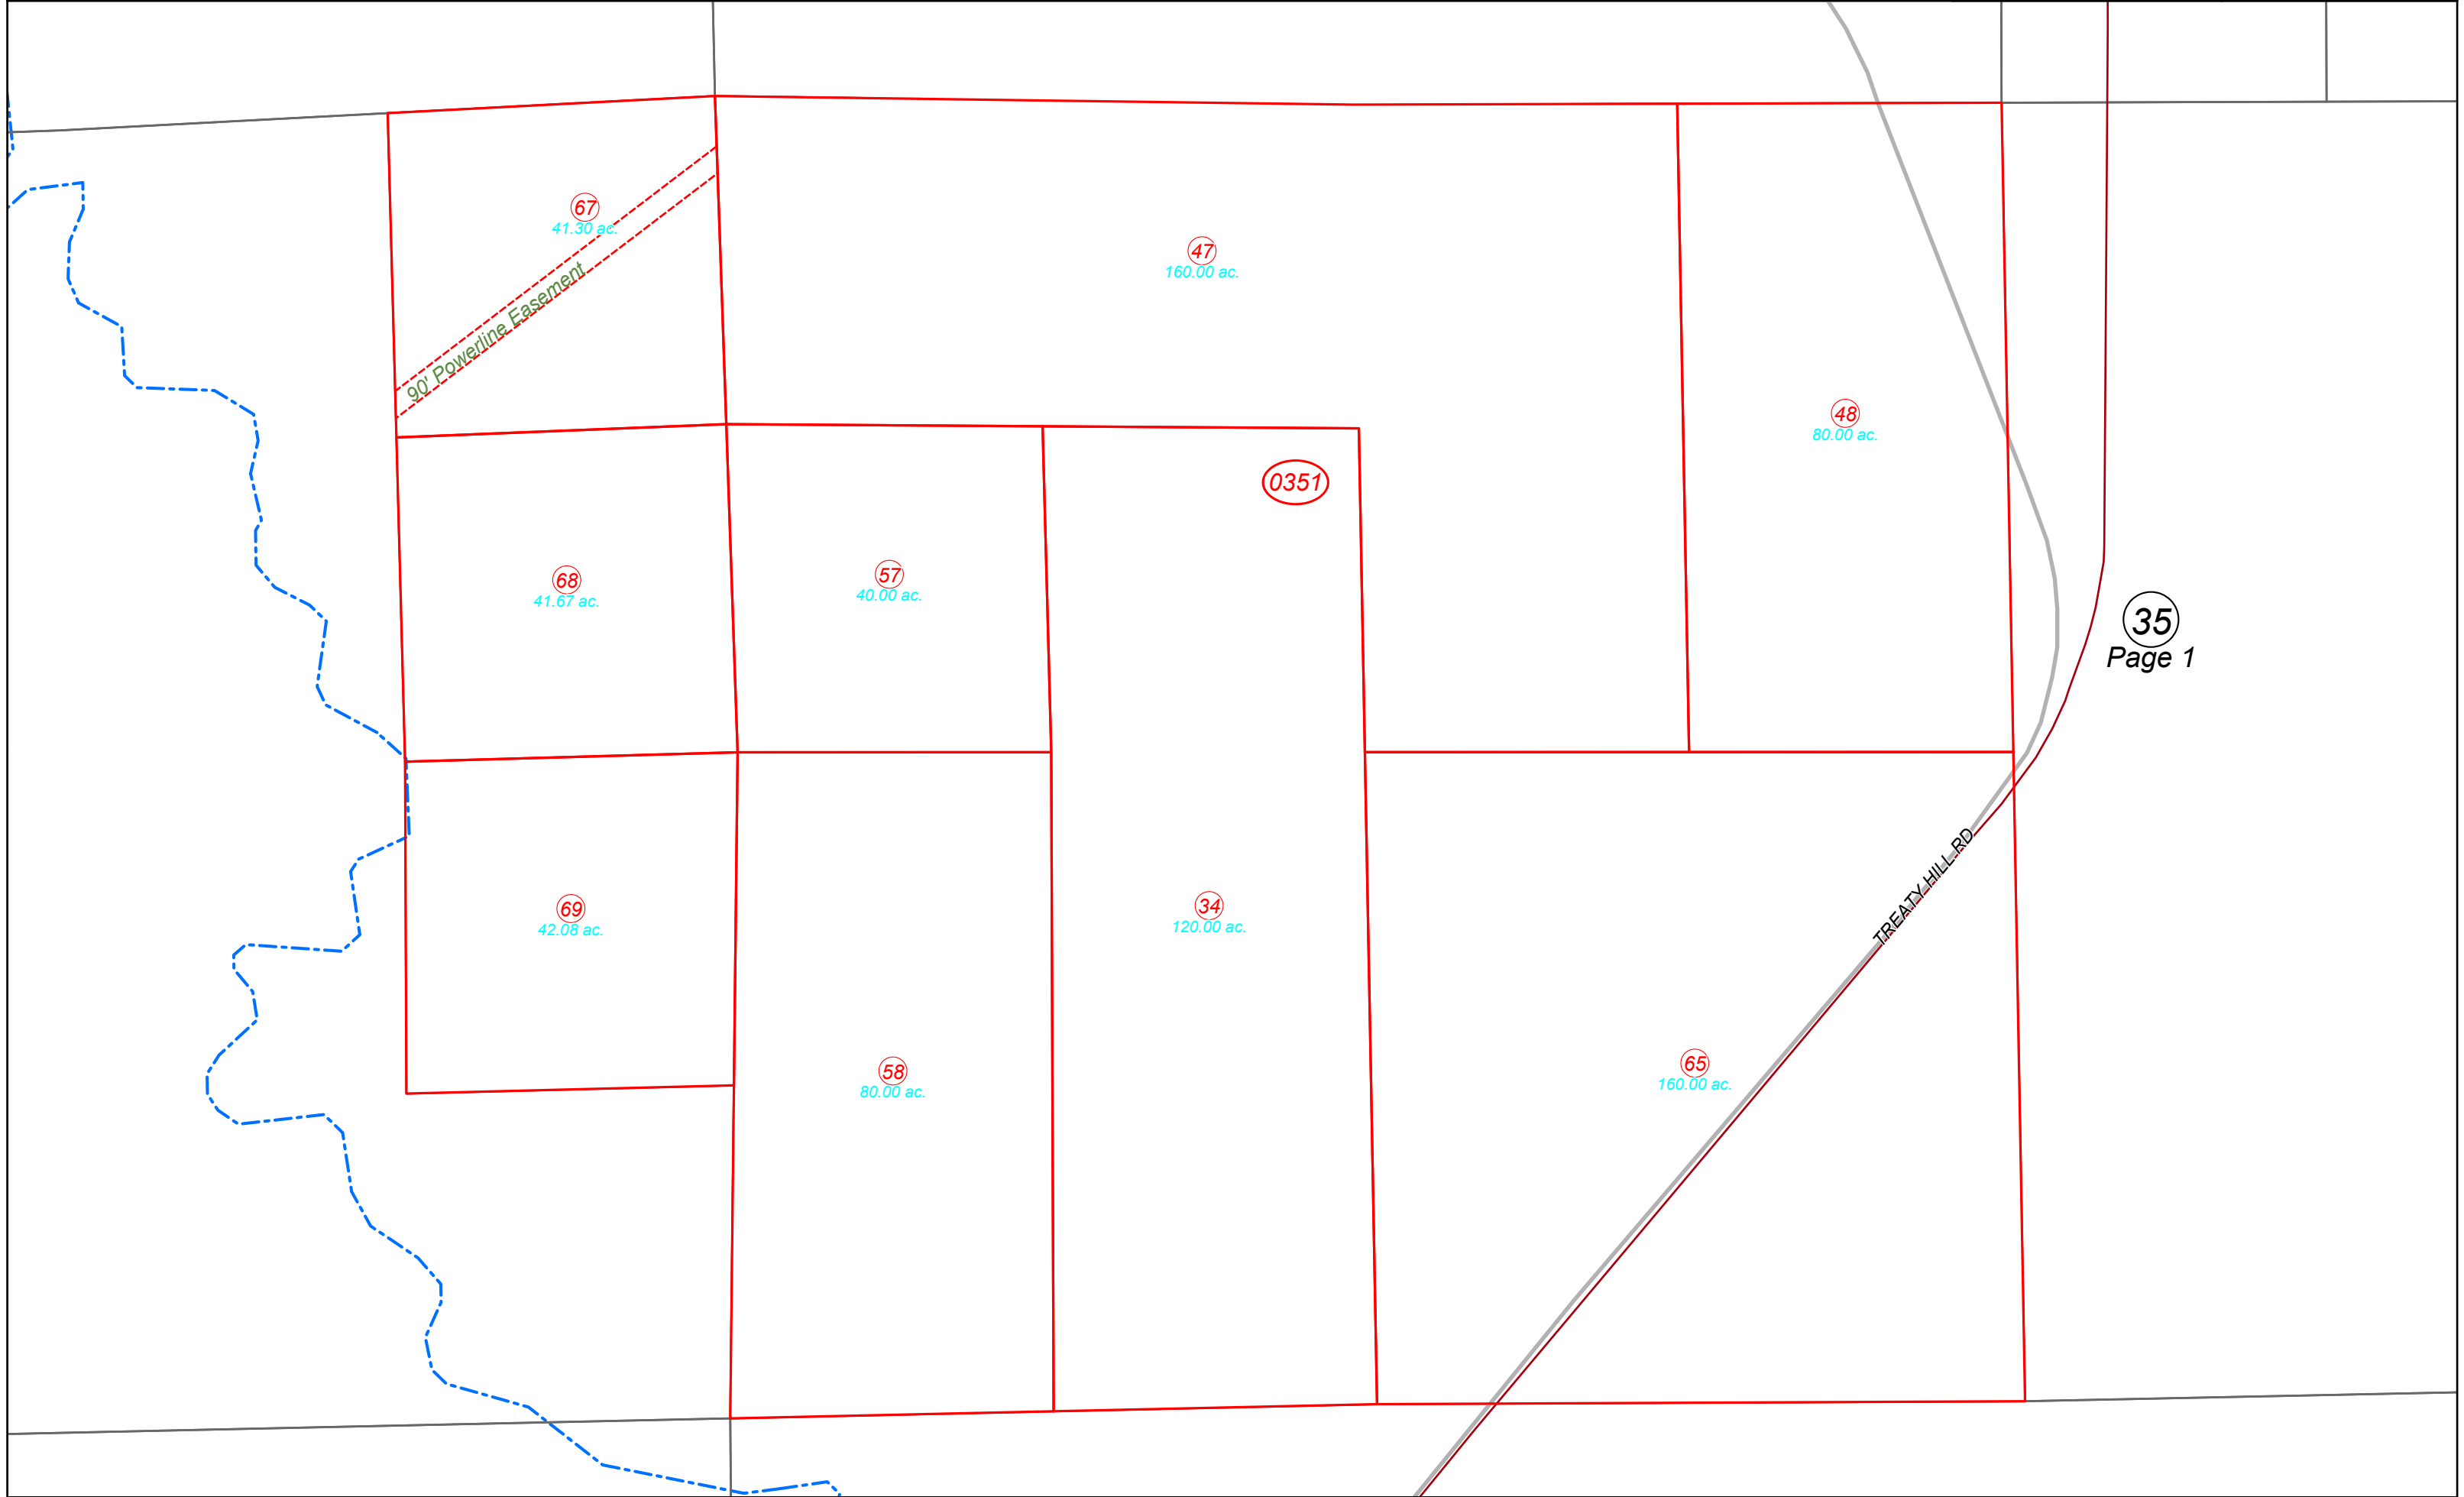 67
41.30 ac.
90' Powerline Easement
47
160.00 ac.
48
80.00 ac.
0351
68
41.67 ac.
57
40.00 ac.
35
Page 1
TREATY HILL RD
69
42.08 ac.
34
120.00 ac.
58
80.00 ac.
65
160.00 ac.